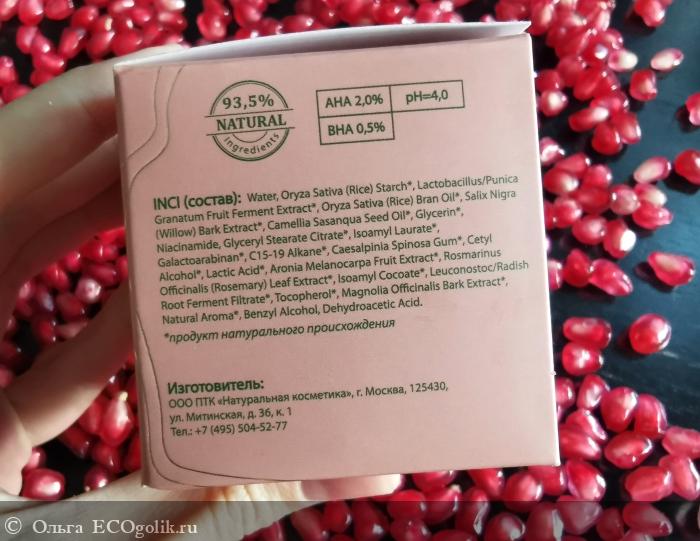 93,5%
NATURAL
ingredients
AHA 2,0%
pH=4,0
BHA 0,5%
INCI (состав): Water, Oryza Sativa (Rice) Starch*, Lactobacillus/Punica
Granatum Fruit Ferment Extract*, Oryza Sativa (Rice) Bran Oil*, Salix Nigra
(Willow) Bark Extract*, Camellia Sasanqua Seed Oil*, Glycerin*,
Niacinamide, Glyceryl Stearate Citrate*, Isoamyl Laurate*,
Galactoarabinan*, C15-19 Alkane*, Caesalpinia Spinosa Gum*, Cetyl
Alcohol*, Lactic Acid*, Aronia Melanocarpa Fruit Extract*, Rosmarinus
Officinalis (Rosemary) Leaf Extract*, Isoamyl Cocoate*, Leuconostoc/Radish
Root Ferment Filtrate*, Tocopherol*, Magnolia Officinalis Bark Extract*,
Natural Aroma*, Benzyl Alcohol, Dehydroacetic Acid.
*продукт натурального происхождения
Изготовитель:
ООО ПТК «Натуральная косметика», г. Москва, 125430,
ул. Митинская, д. 36, к. 1
Тел.: +7 (495) 504-52-77
© Ольга ECOgolik.ru